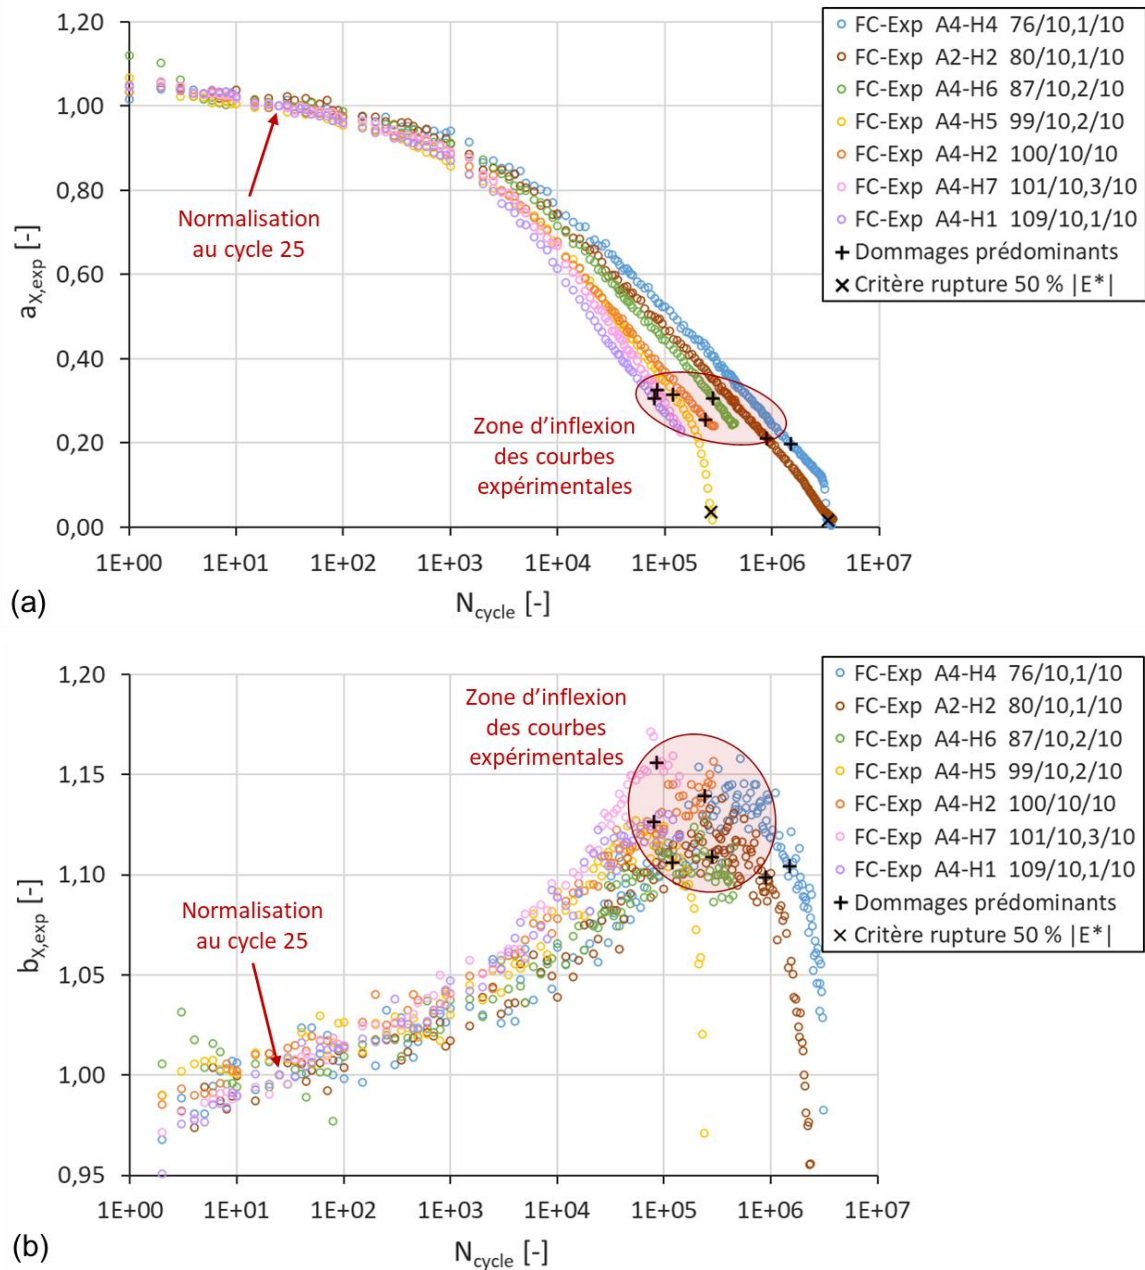 1,20
1,00
0,80
0,60
0,40
0,20
0,00
aX,exp [-]
Normalisation
au cycle 25
Zone d'inflexion
des courbes
expérimentales
FC-Exp A4-H4 76/10,1/10
FC-Exp A2-H2 80/10,1/10
FC-Exp A4-H6 87/10,2/10
FC-Exp A4-H5 99/10,2/10
FC-Exp A4-H2 100/10/10
FC-Exp A4-H7 101/10,3/10
FC-Exp A4-H1 109/10,1/10
Dommages prédominants
Critère rupture 50 % |E*|
1E+00 1E+01 1E+02 1E+03 1E+04 1E+05 1E+06 1E+07
Ncycle [-]
(a)
1,20
1,15
1,10
1,05
1,00
0,95
bX,exp [-]
Zone d'inflexion
des courbes
expérimentales
Normalisation
au cycle 25
FC-Exp A4-H4 76/10,1/10
FC-Exp A2-H2 80/10,1/10
FC-Exp A4-H6 87/10,2/10
FC-Exp A4-H5 99/10,2/10
FC-Exp A4-H2 100/10/10
FC-Exp A4-H7 101/10,3/10
FC-Exp A4-H1 109/10,1/10
Dommages prédominants
Critère rupture 50 % |E*|
1E+00 1E+01 1E+02 1E+03 1E+04 1E+05 1E+06 1E+07
Ncycle [-]
(b)